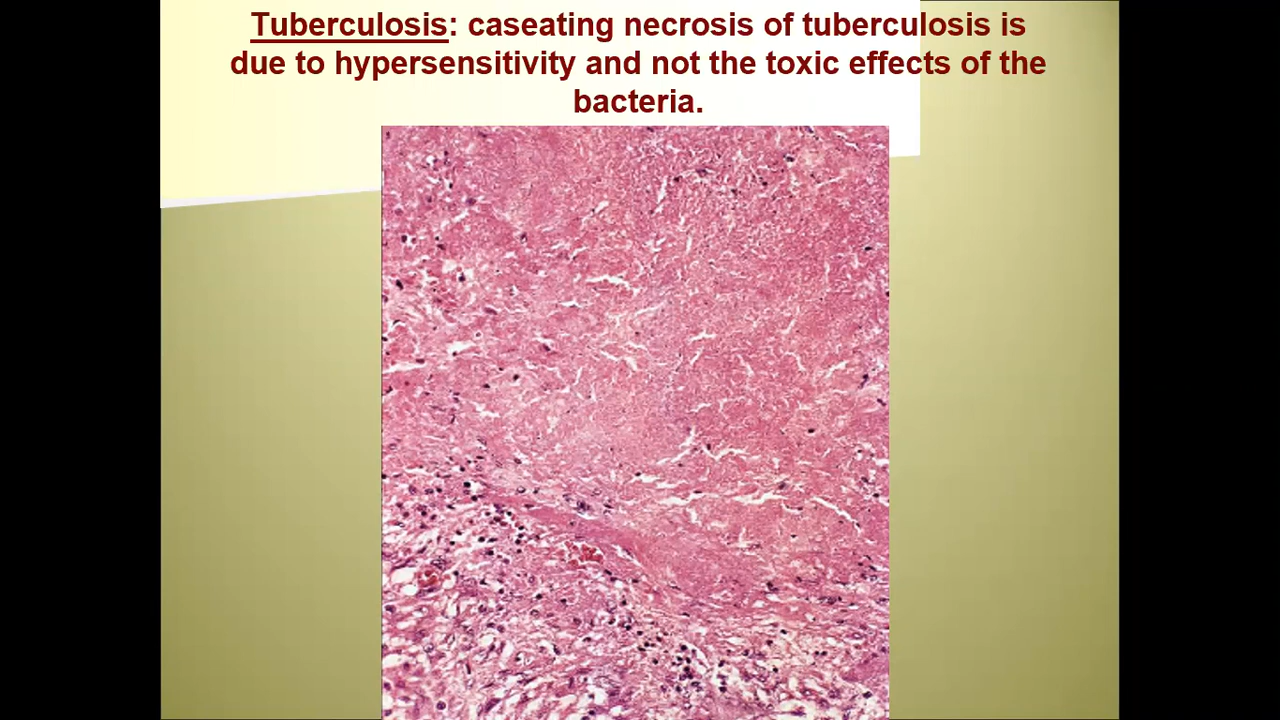 Tuberculosis: caseating necrosis of tuberculosis is
due to hypersensitivity and not the toxic effects of the
bacteria.